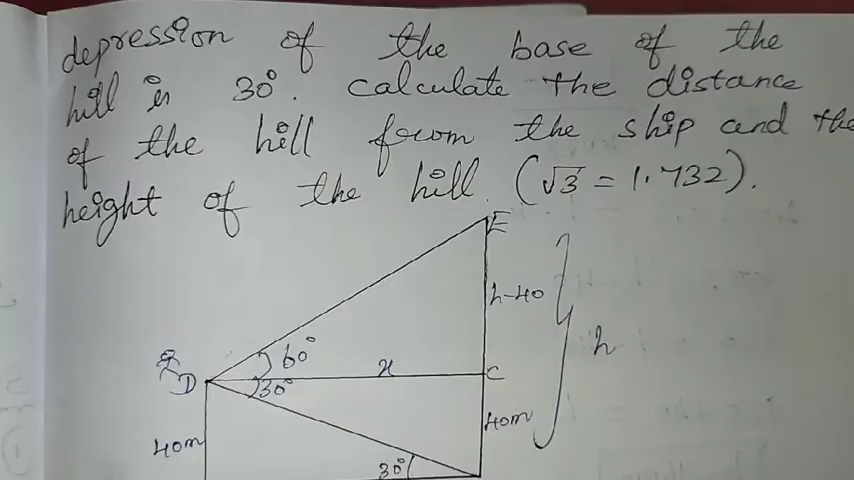 depression of the base of the
hill is 30°. calculate the distance
of the hill from the ship and the
height of the hill. (√3 = 1.732).
E
h-40
60°
h
D
x
C
30°
40m
40m
30°